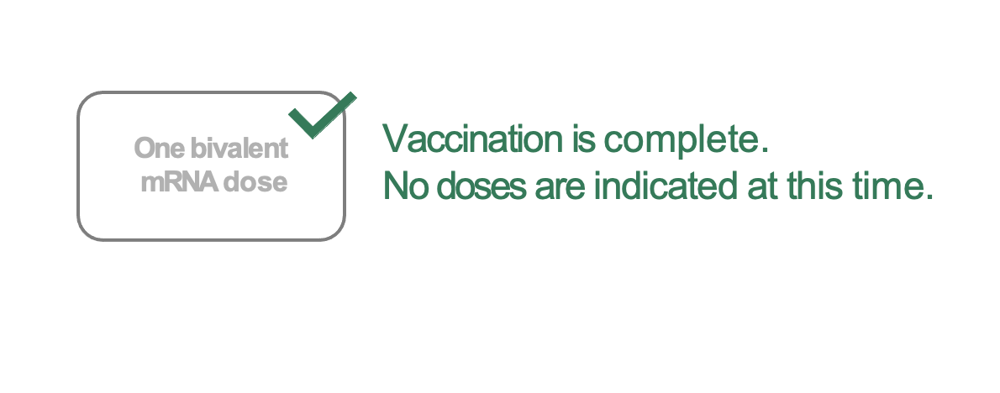 One bivalent
mRNA dose
Vaccination is complete.
No doses are indicated at this time.